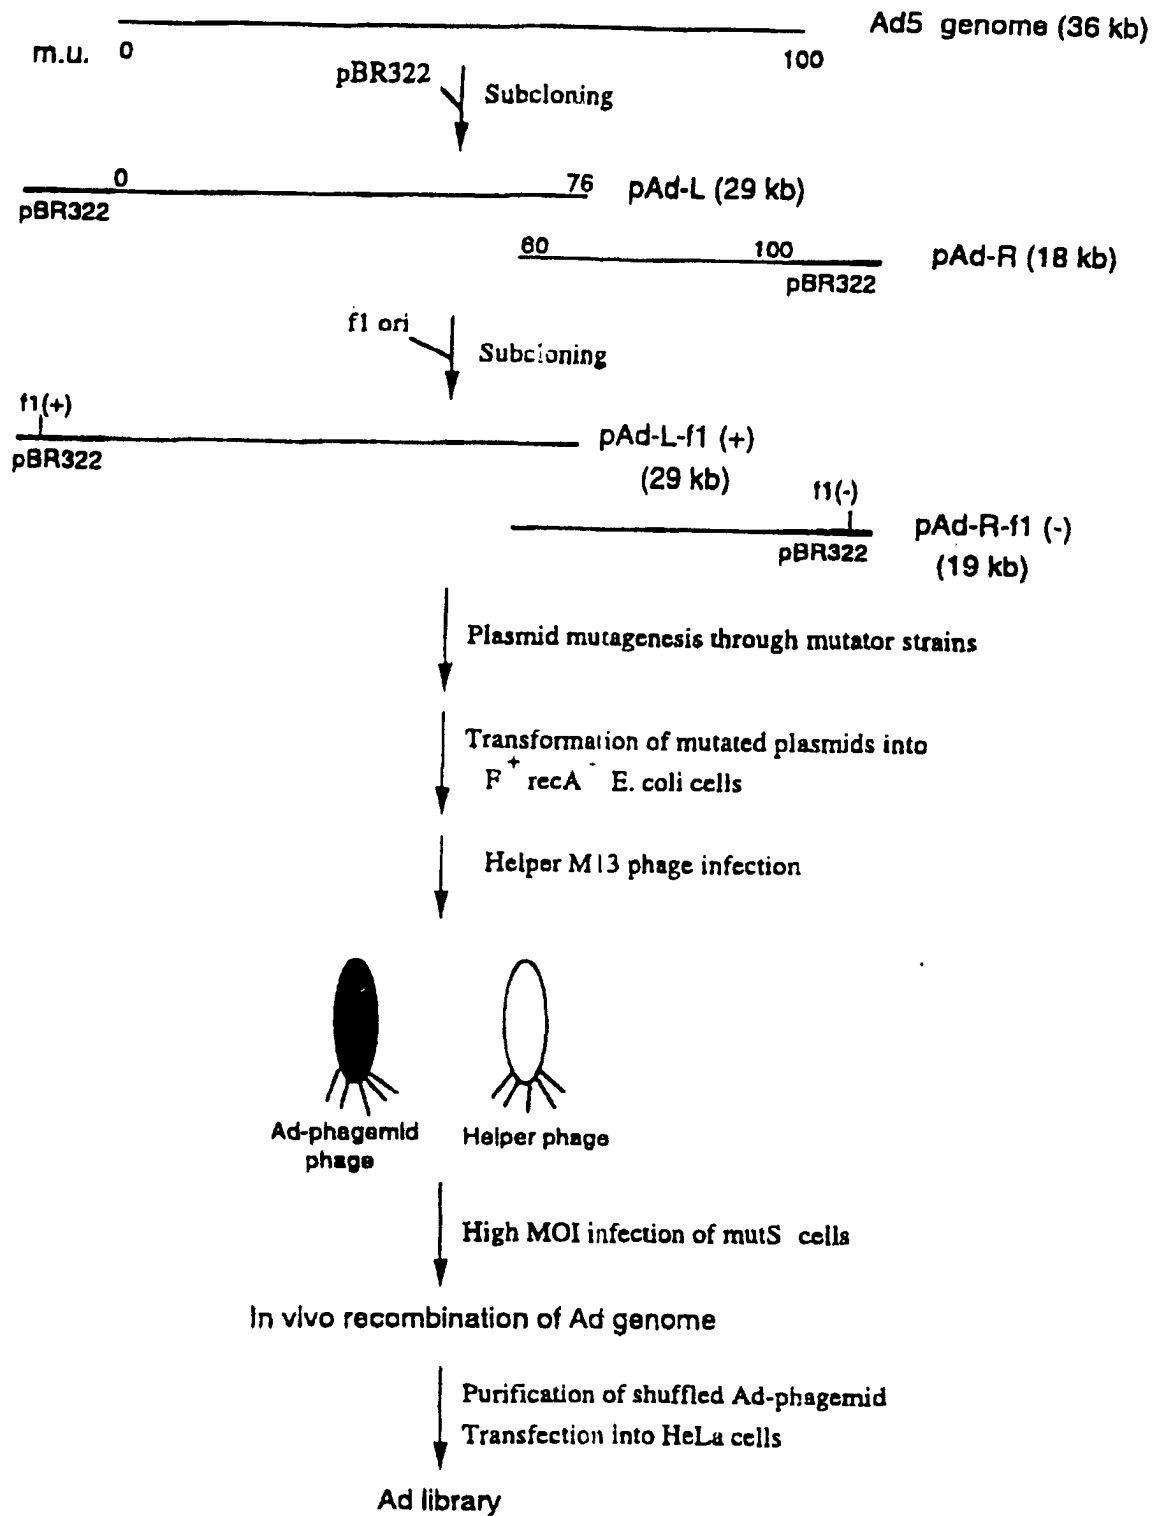 Ad5 genome (36 kb)
m.u. 0 100
pBR322 Subcloning
0 76 pAd-L (29 kb)
pBR322
60 100 pAd-R (18 kb)
pBR322
f1 ori Subcloning
f1(+)
pAd-L-f1 (+)
pBR322
(29 kb)
f1(-)
pAd-R-f1 (-)
pBR322
(19 kb)
Plasmid mutagenesis through mutator strains
Transformation of mutated plasmids into
F+ recA- E. coli cells
Helper M13 phage infection
Ad-phagemid Helper phage
phage
High MOI infection of mutS cells
In vivo recombination of Ad genome
Purification of shuffled Ad-phagemid
Transfection into HeLa cells
Ad library